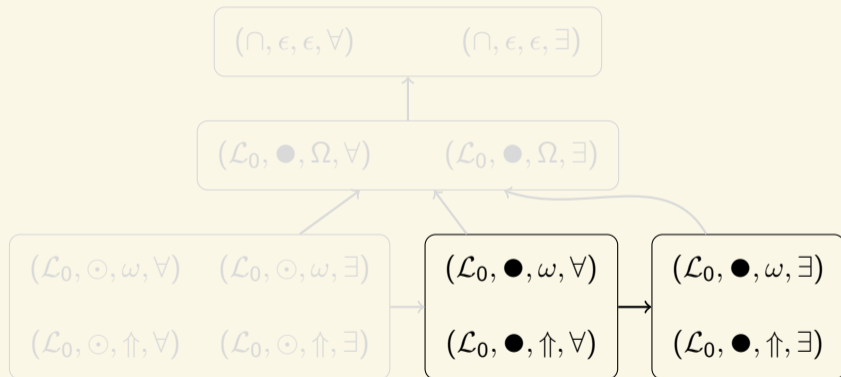 (∩, ϵ, ϵ, ∀) (∩, ϵ, ϵ, ∃)
(ℒ₀, ●, Ω, ∀) (ℒ₀, ●, Ω, ∃)
(ℒ₀, ⊙, ω, ∀) (ℒ₀, ⊙, ω, ∃) (ℒ₀, ●, ω, ∀) (ℒ₀, ●, ω, ∃)
(ℒ₀, ⊙, ⇑, ∀) (ℒ₀, ⊙, ⇑, ∃) (ℒ₀, ●, ⇑, ∀) (ℒ₀, ●, ⇑, ∃)